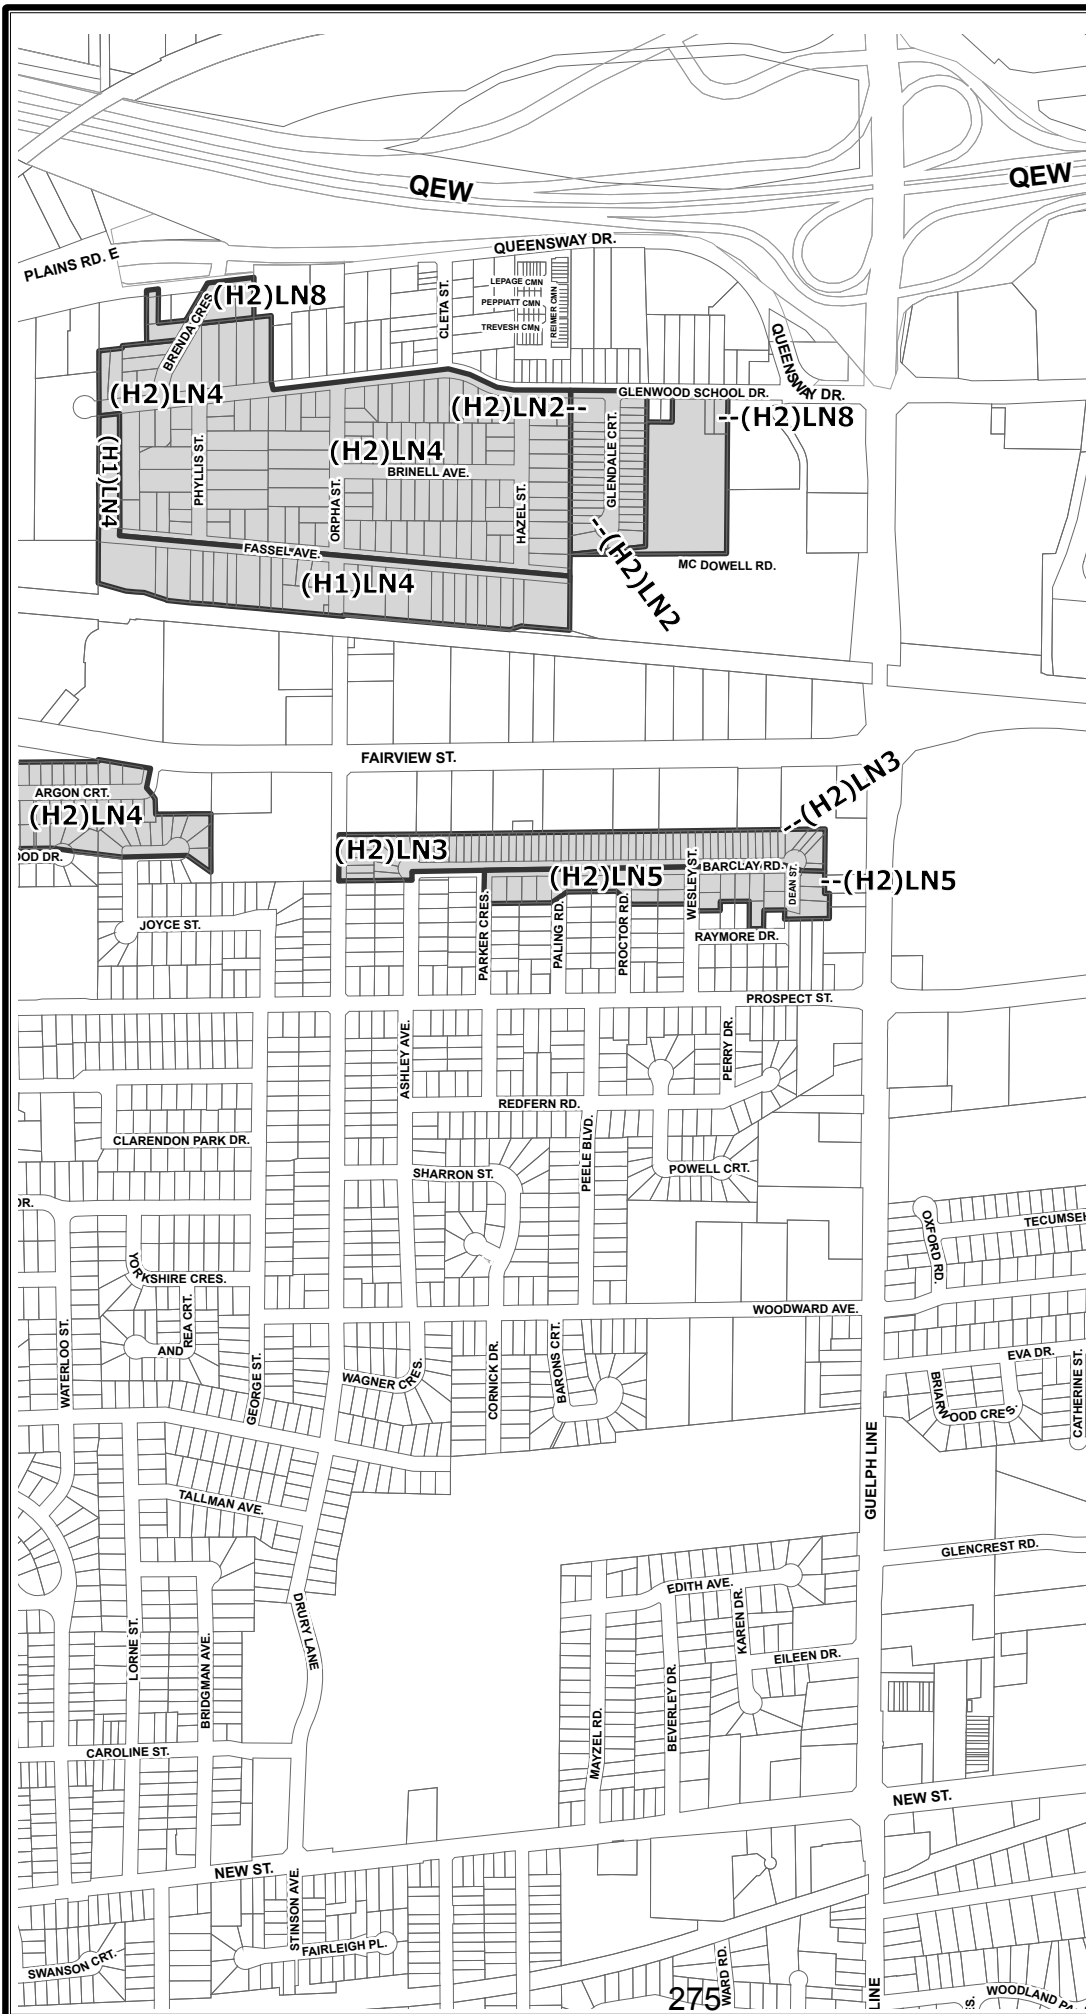 QEW
QEW
PLAINS RD. E
QUEENSWAY DR.
LEPAGE CMN
PEPPIATT CMN
TREVESH CMN
REIMER CMN
CLETA ST.
(H2)LN8
BRENDA CRES.
QUEENSWAY DR.
GLENWOOD SCHOOL DR.
(H2)LN4
(H2)LN2--
--(H2)LN8
(H1)LN4
PHYLLIS ST.
(H2)LN4
BRINELL AVE.
ORPHA ST.
HAZEL ST.
GLENDALE CRT.
FASSEL AVE.
(H1)LN4
--(H2)LN2
MC DOWELL RD.
FAIRVIEW ST.
ARGON CRT.
(H2)LN4
OOD DR.
--(H2)LN3
(H2)LN3
(H2)LN5
WESLEY ST.
BARCLAY RD.
DEAN ST.
--(H2)LN5
JOYCE ST.
PARKER CRES.
PALING RD.
PROCTOR RD.
RAYMORE DR.
PROSPECT ST.
ASHLEY AVE.
PERRY DR.
REDFERN RD.
CLARENDON PARK DR.
SHARRON ST.
PEELE BLVD.
POWELL CRT.
DR.
OXFORD RD.
TECUMSEH
YORKSHIRE CRES.
REA CRT.
AND
WATERLOO ST.
GEORGE ST.
WAGNER CRES.
CORNICK DR.
BARONS CRT.
WOODWARD AVE.
EVA DR.
BRIARWOOD CRES.
CATHERINE ST.
GUELPH LINE
TALLMAN AVE.
GLENCREST RD.
EDITH AVE.
KAREN DR.
EILEEN DR.
DRURY LANE
LORNE ST.
BRIDGMAN AVE.
MAYZEL RD.
BEVERLEY DR.
CAROLINE ST.
NEW ST.
NEW ST.
STINSON AVE.
FAIRLEIGH PL.
SWANSON CRT.
WARD RD.
LINE
S.
WOODLAND
275